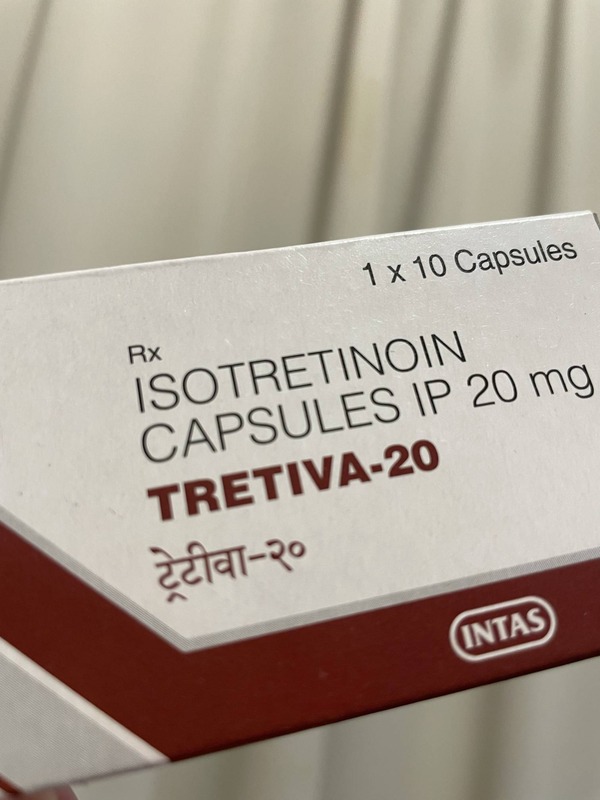 1 x 10 Capsules
Rx
ISOTRETINOIN
CAPSULES IP 20 mg
TRETIVA-20
ट्रेटीवा-२०
INTAS